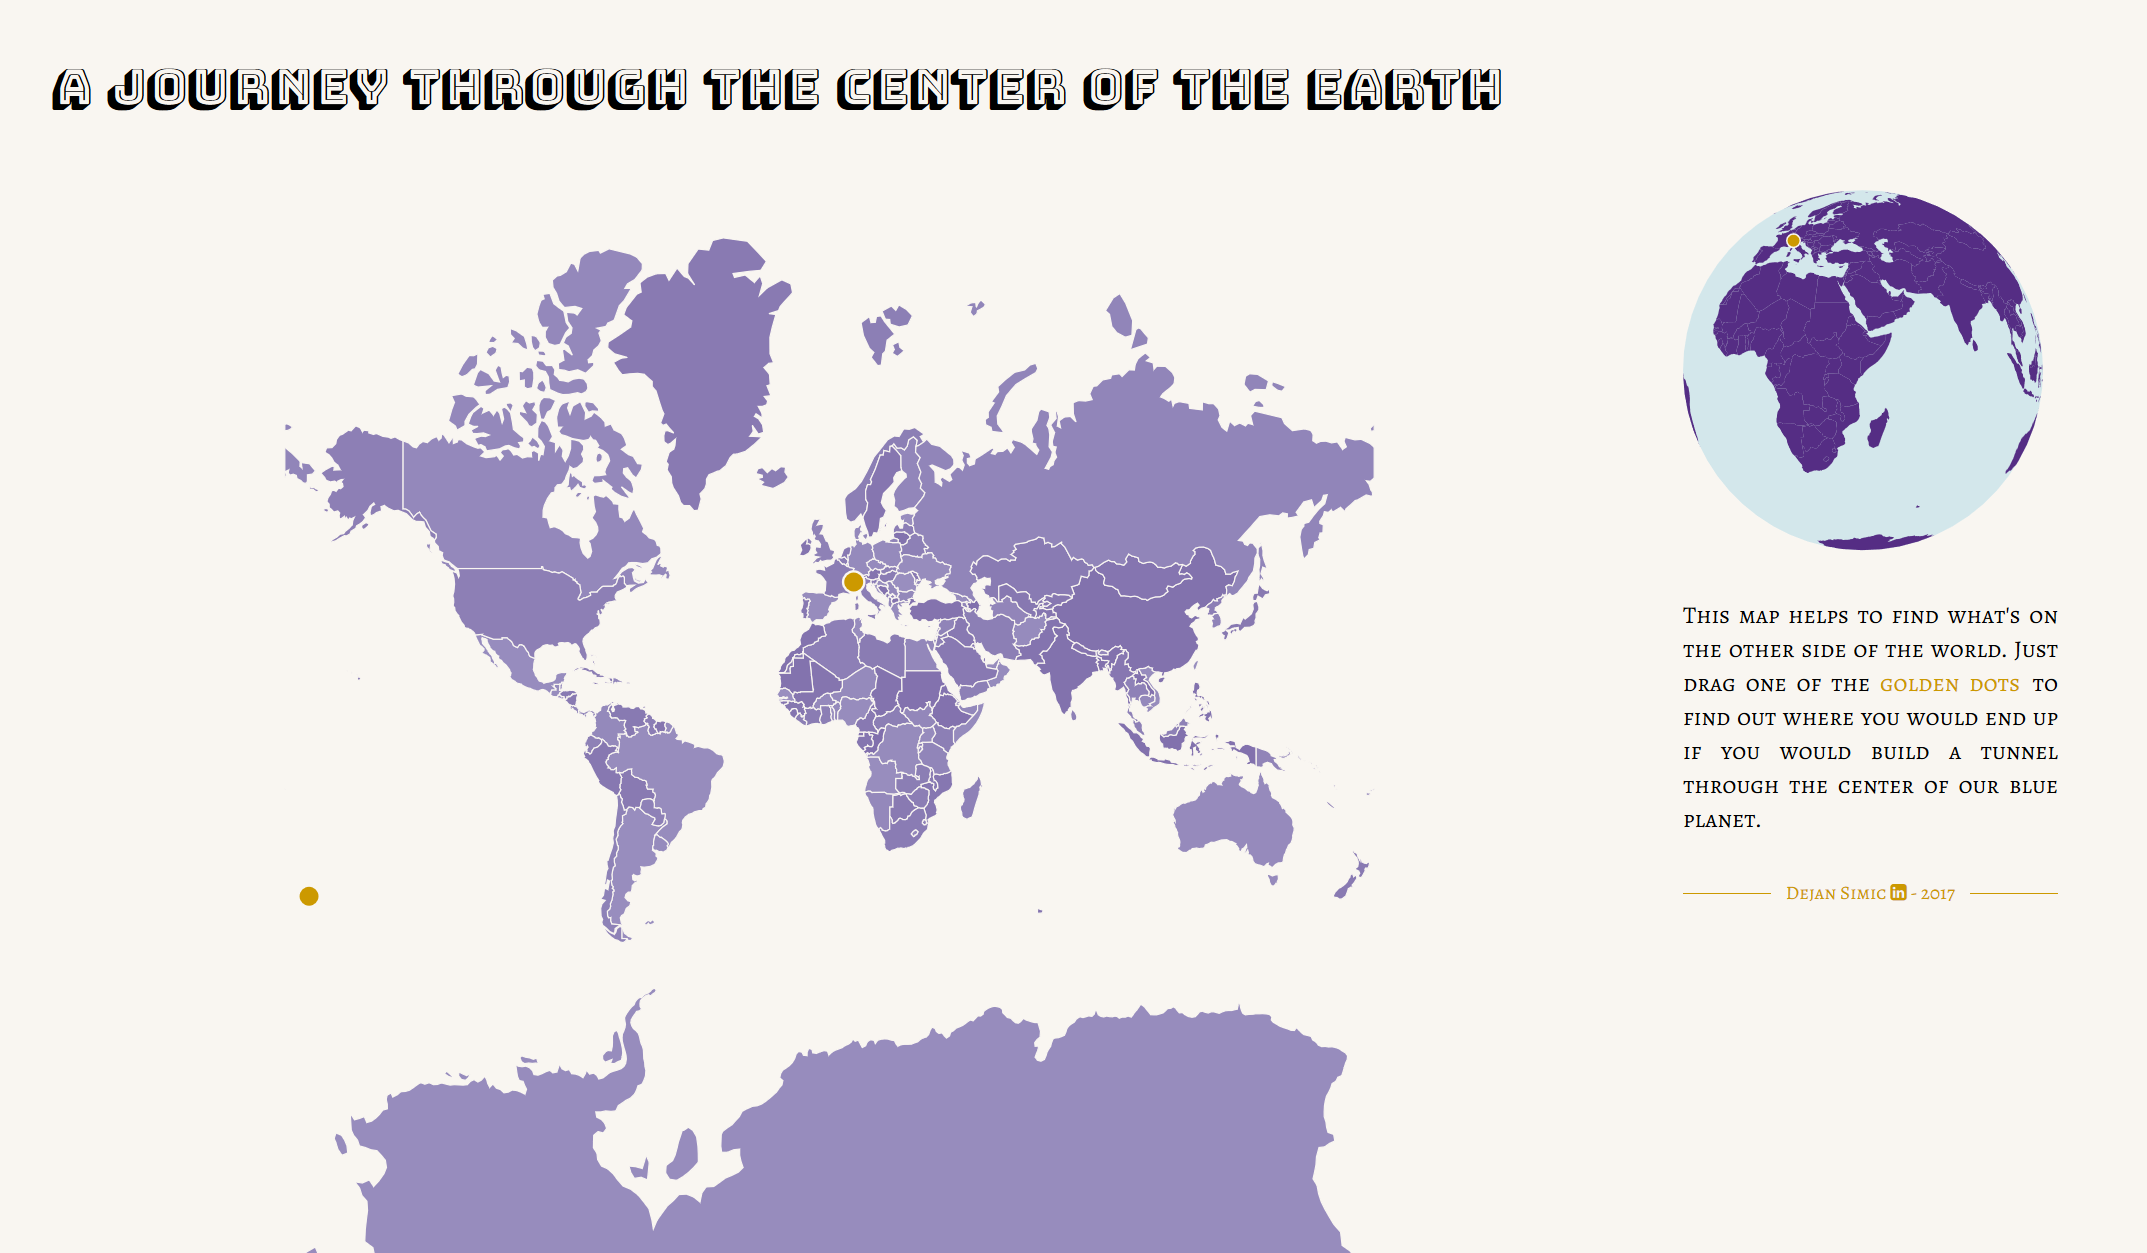 A JOURNEY THROUGH THE CENTER OF THE EARTH
This map helps to find what's on
the other side of the world. Just
drag one of the golden dots to
find out where you would end up
if you would build a tunnel
through the center of our blue
planet.
Dejan Simic in - 2017